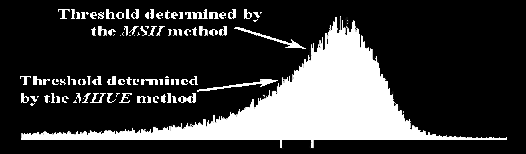 Threshold determined by
the MSH method
Threshold determined
by the MHUE method